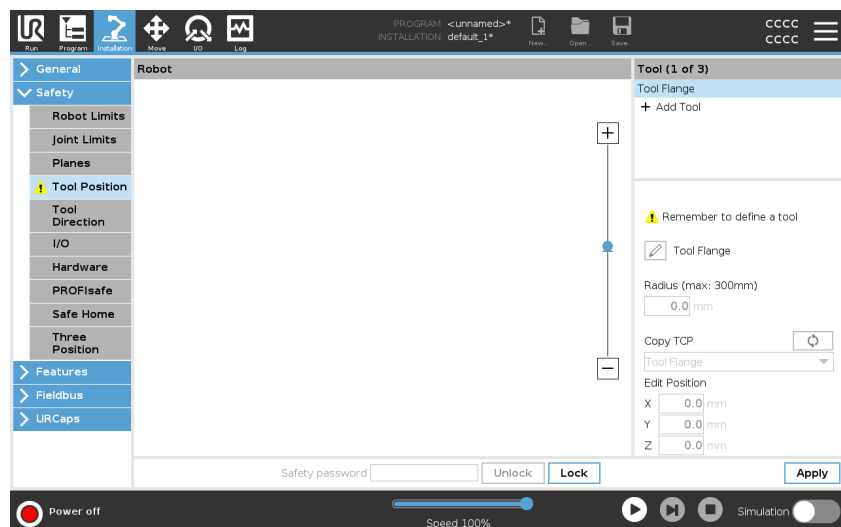 PROGRAM <unnamed>*
INSTALLATION default_1*
CCCC
CCCC
Run
Program
Installation
Move
I/O
Log
New...
Open...
Save...
General
Safety
Robot Limits
Joint Limits
Planes
Tool Position
Tool
Direction
I/O
Hardware
PROFIsafe
Safe Home
Three
Position
Features
Fieldbus
URCaps
Robot
Tool (1 of 3)
Tool Flange
+ Add Tool
Remember to define a tool
Tool Flange
Radius (max: 300mm)
0.0 mm
Copy TCP
Tool Flange
Edit Position
X 0.0 mm
Y 0.0 mm
Z 0.0 mm
Safety password
Unlock
Lock
Apply
Power off
Speed 100%
Simulation